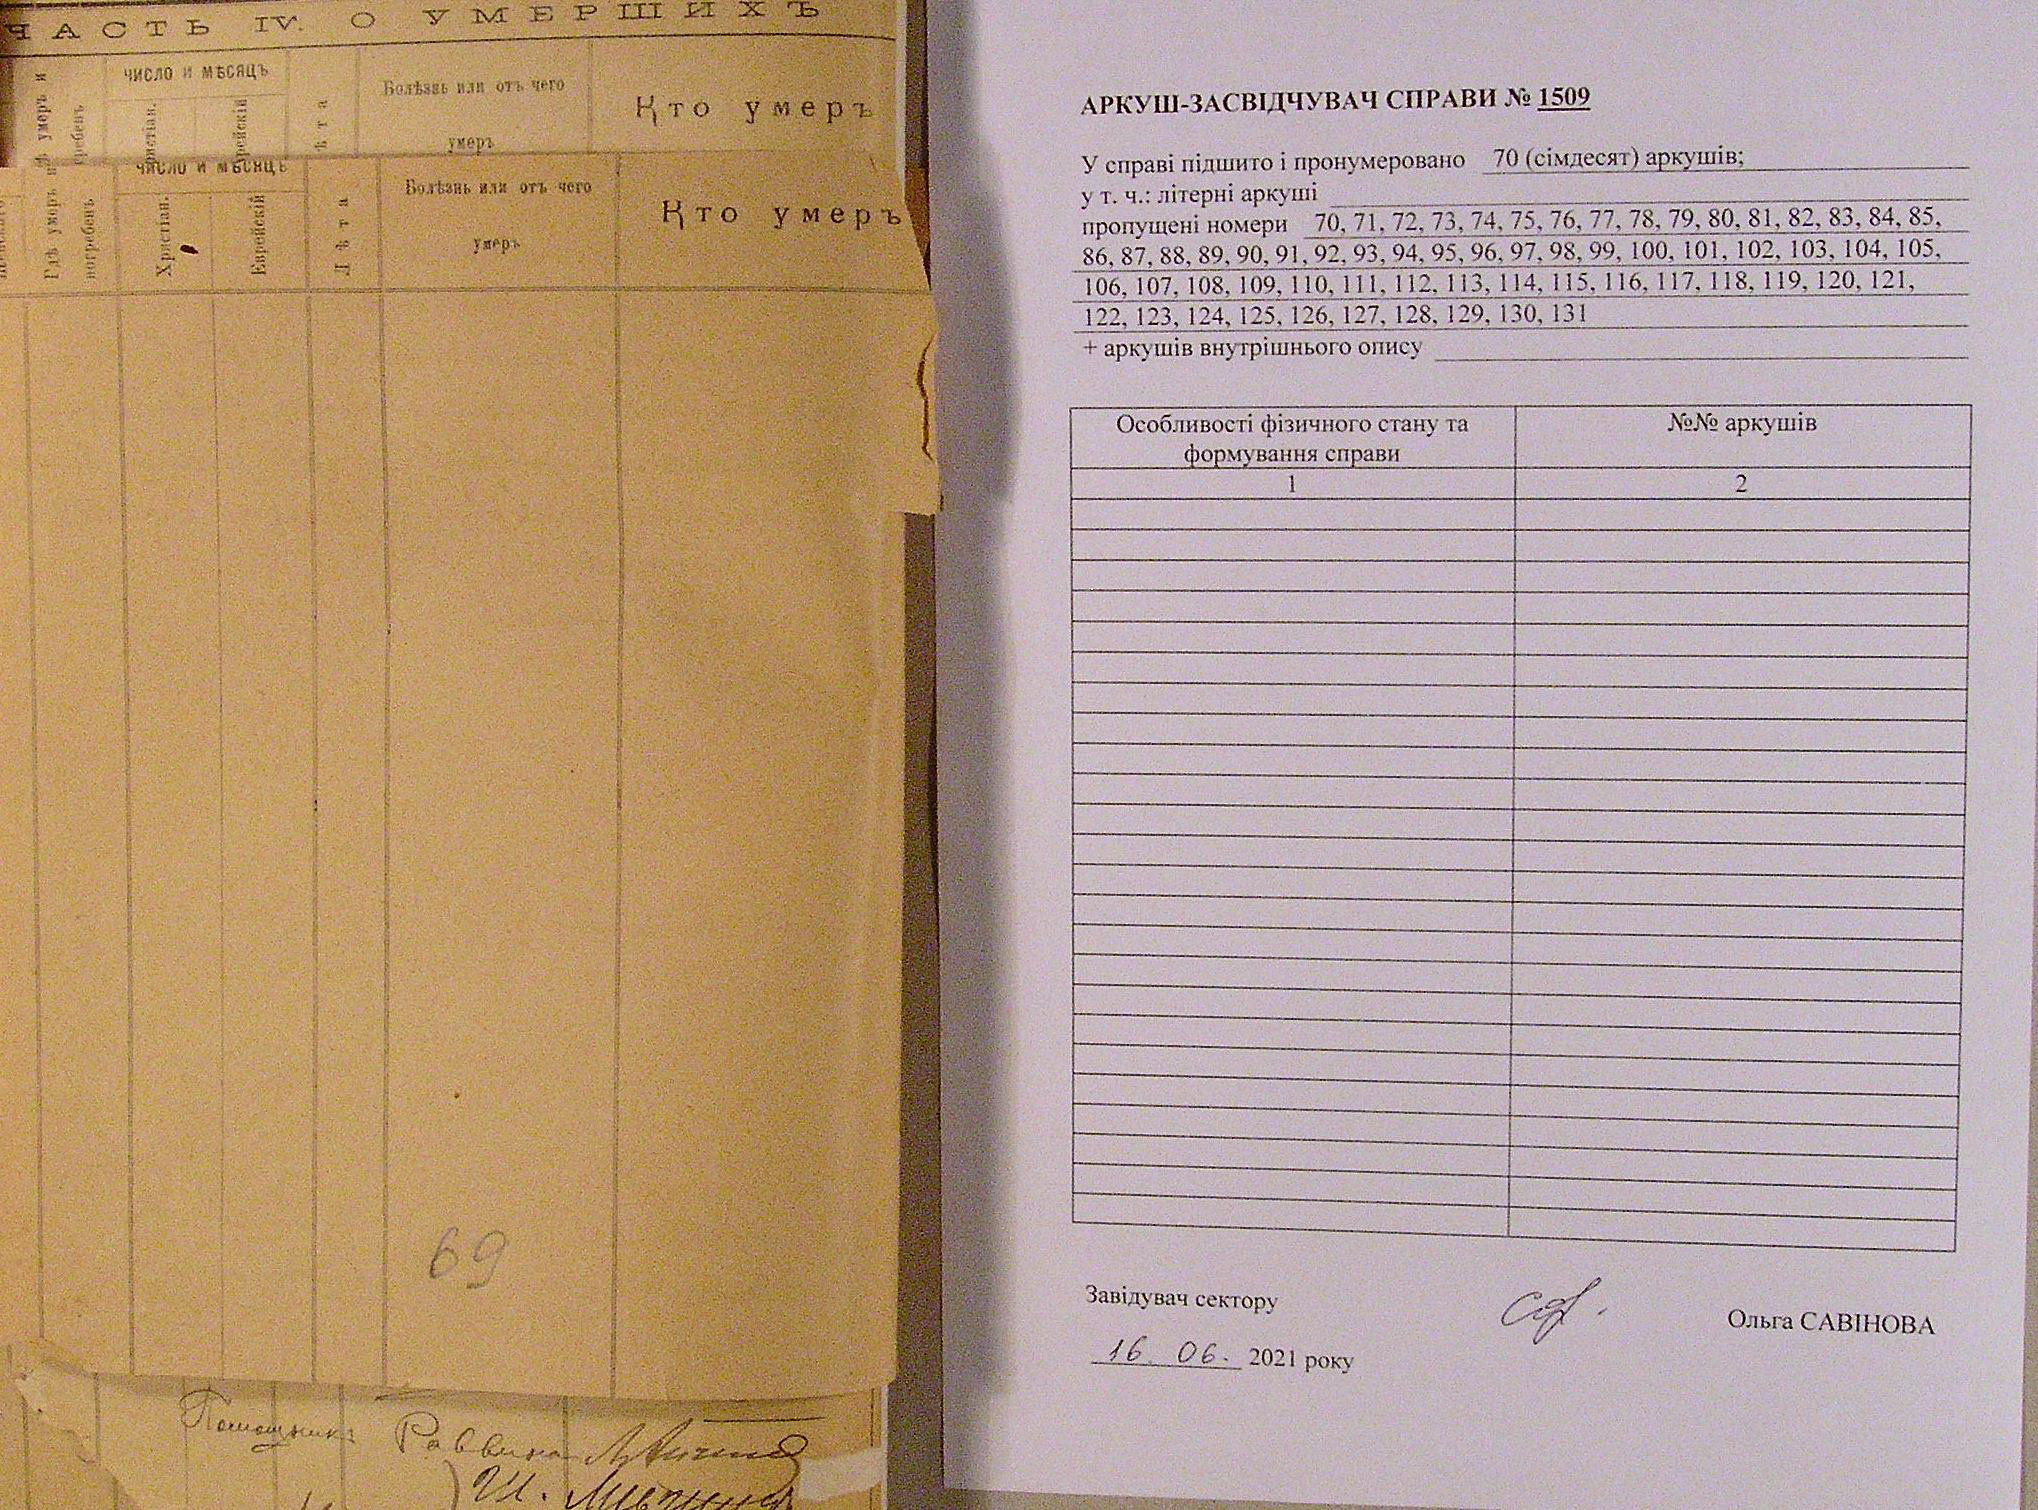 ЧАСТЬ IV. О УМЕРШИХЪ
умеръ и
гребенъ
ЧИСЛО И МѢСЯЦЪ
Болѣзнь или отъ чего
умеръ
Кто умеръ
Гдѣ умеръ и
погребенъ
ЧИСЛО И МѢСЯЦЪ
Христіан.
Еврейскій
Лѣта
Болѣзнь или отъ чего
умеръ
Кто умеръ
69
Помощникъ Раввина
АРКУШ-ЗАСВІДЧУВАЧ СПРАВИ № 1509
У справі підшито і пронумеровано 70 (сімдесят) аркушів;
у т. ч.: літерні аркуші
пропущені номери 70, 71, 72, 73, 74, 75, 76, 77, 78, 79, 80, 81, 82, 83, 84, 85,
86, 87, 88, 89, 90, 91, 92, 93, 94, 95, 96, 97, 98, 99, 100, 101, 102, 103, 104, 105,
106, 107, 108, 109, 110, 111, 112, 113, 114, 115, 116, 117, 118, 119, 120, 121,
122, 123, 124, 125, 126, 127, 128, 129, 130, 131
+ аркушів внутрішнього опису
Особливості фізичного стану та
формування справи
№№ аркушів
1 2
Завідувач сектору
Ольга САВІНОВА
16. 06. 2021 року